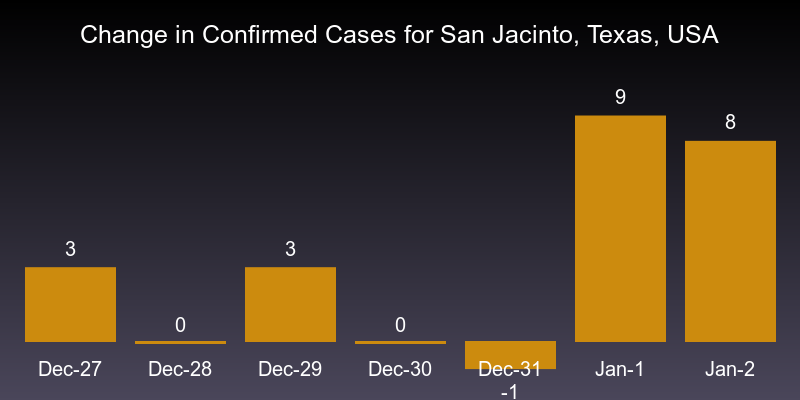 Change in Confirmed Cases for San Jacinto, Texas, USA
9
8
3
3
0
0
Dec-27
Dec-28
Dec-29
Dec-30
Dec-31
Jan-1
Jan-2
-1